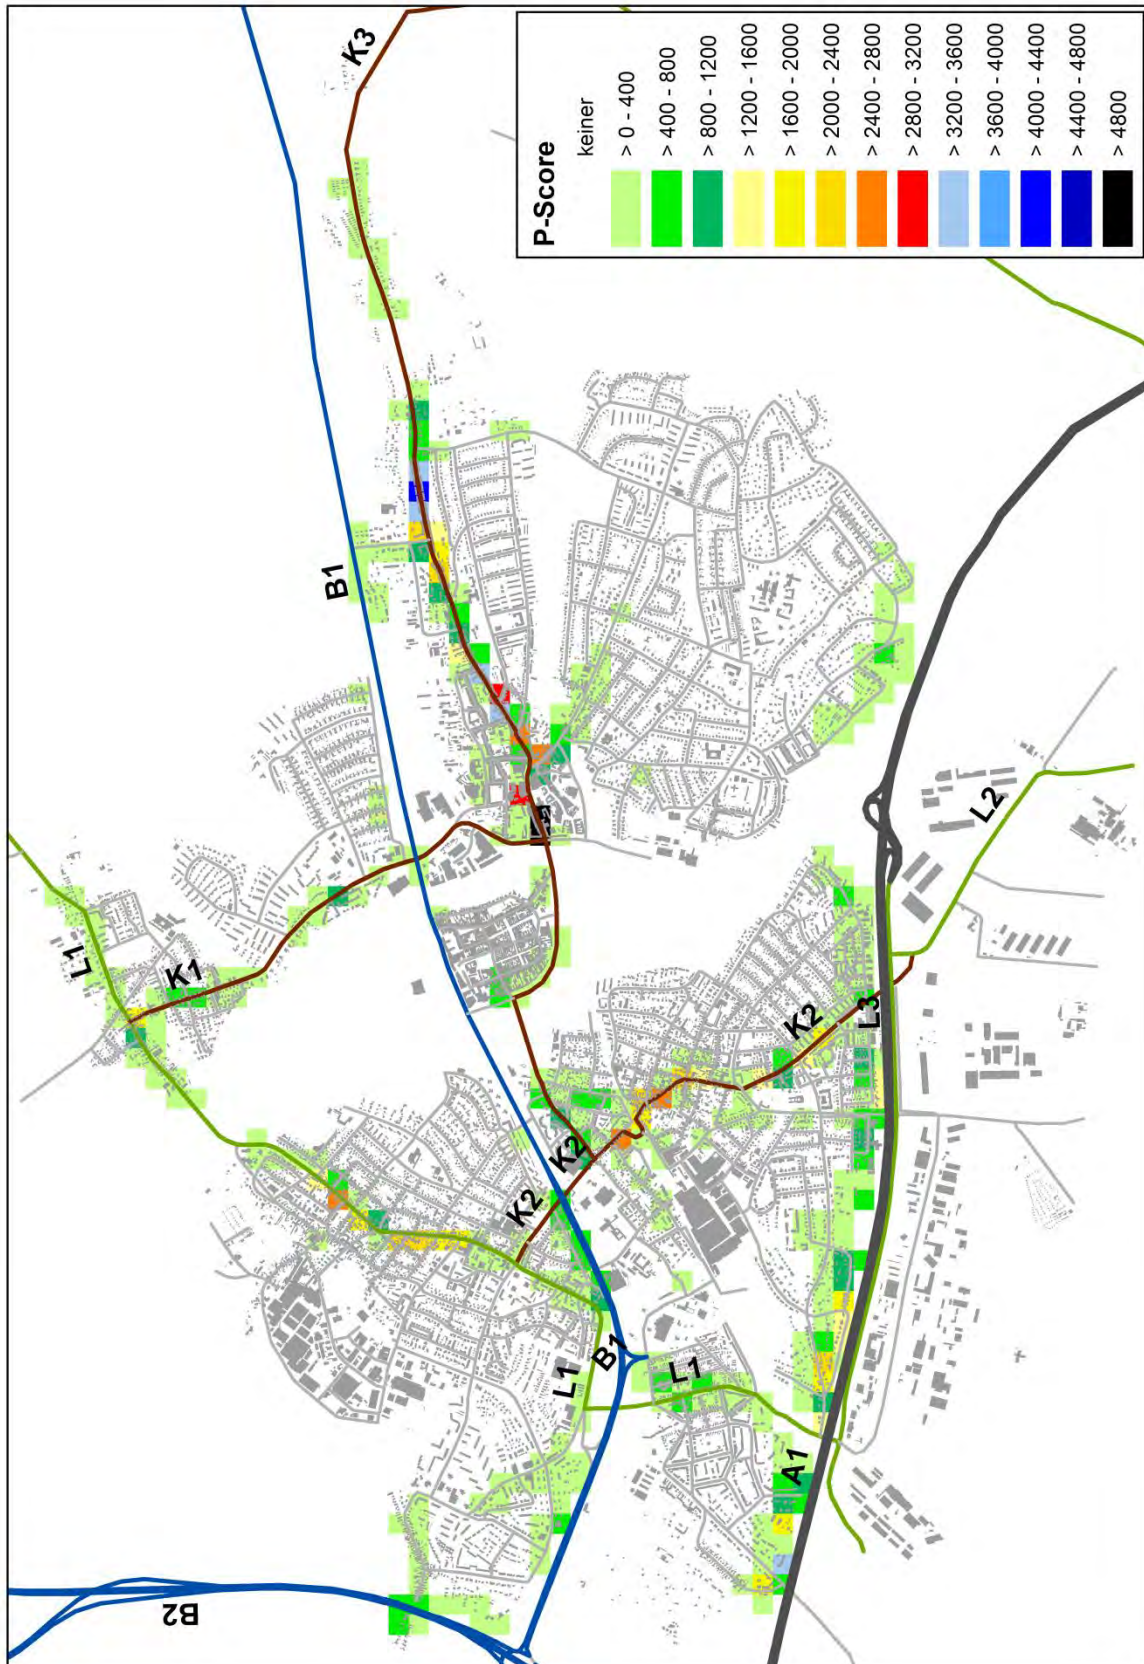 P-Score
keiner
> 0 - 400
> 4000 - 800
> 800 - 1200
> 1200 - 1600
> 1600 - 2000
> 2000 - 2400
> 2400 - 2800
> 2800 - 3200
> 3200 - 3600
> 3600 - 4000
> 4000 - 4400
> 4400 - 4800
> 4800
K3
B1
L1
K1
K2
K2
K2
L3
L2
L1
B1
L1
A1
B2